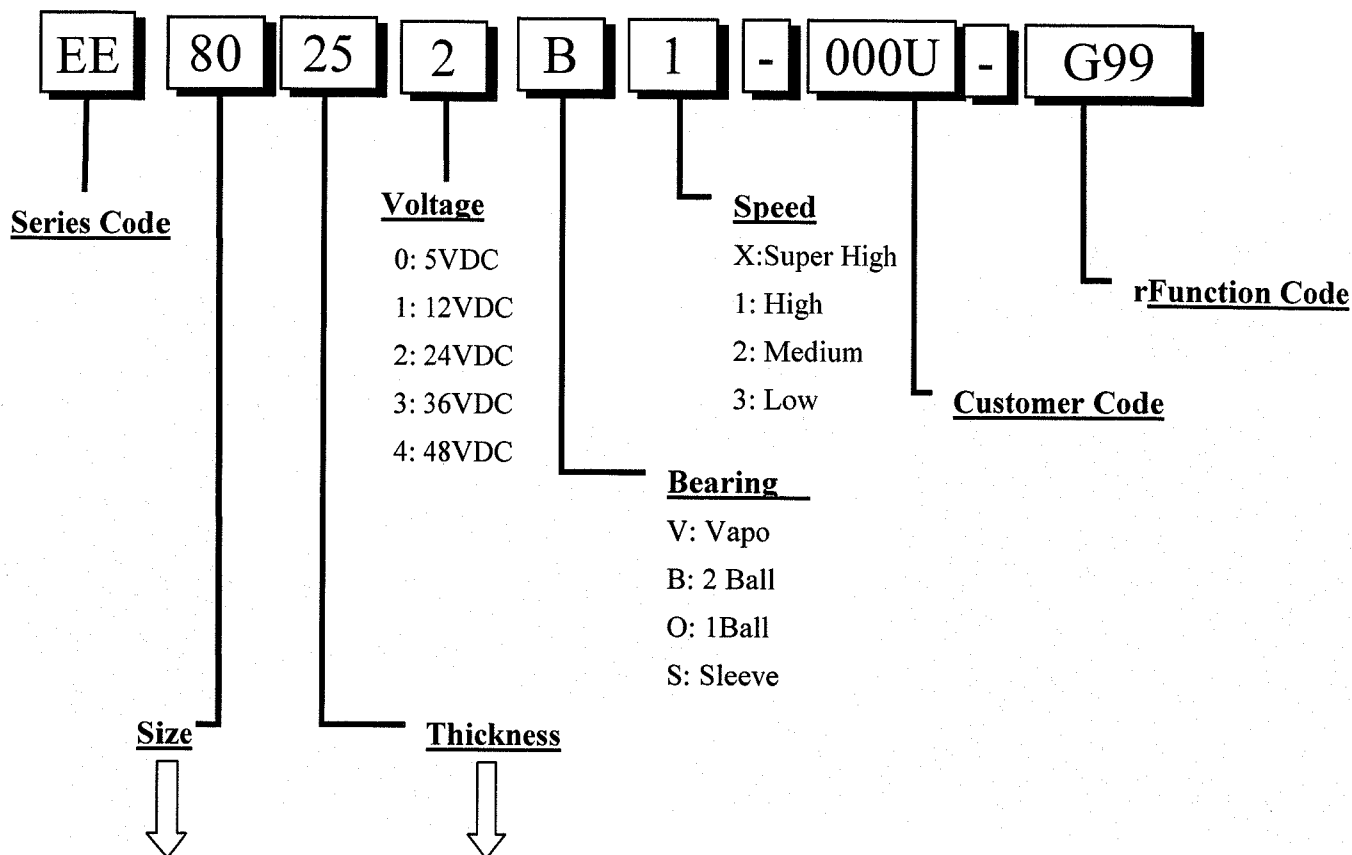 EE 80 25 2 B 1 - 000U - G99
Series Code
Voltage
0: 5VDC
1: 12VDC
2: 24VDC
3: 36VDC
4: 48VDC
Speed
X:Super High
1: High
2: Medium
3: Low
rFunction Code
Customer Code
Bearing
V: Vapo
B: 2 Ball
O: 1Ball
S: Sleeve
Size
Thickness